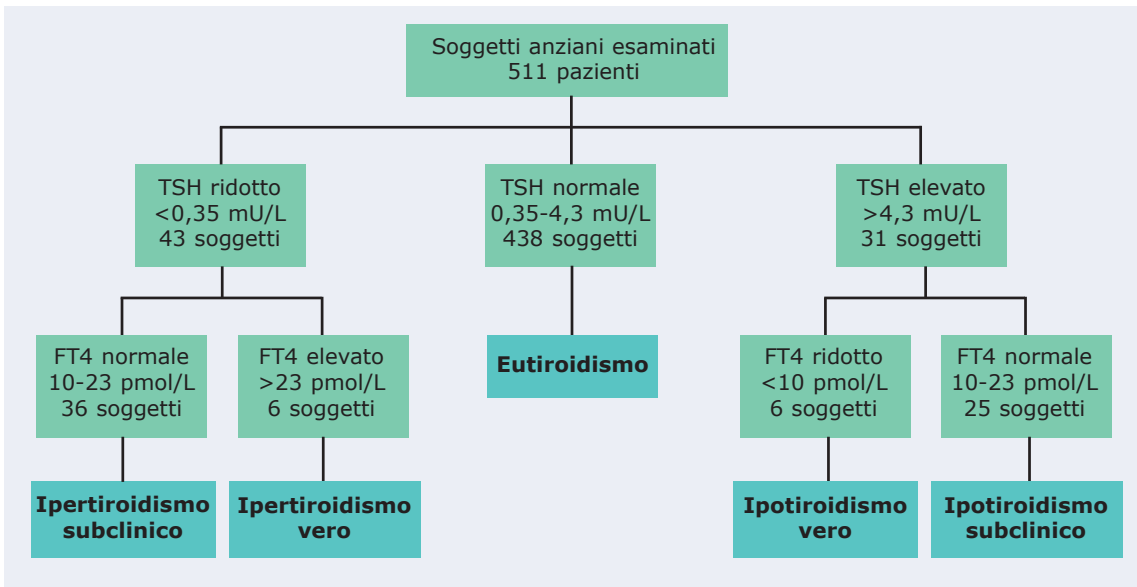 Soggetti anziani esaminati
511 pazienti
TSH ridotto
<0,35 mU/L
43 soggetti
TSH normale
0,35-4,3 mU/L
438 soggetti
TSH elevato
>4,3 mU/L
31 soggetti
FT4 normale
10-23 pmol/L
36 soggetti
FT4 elevato
>23 pmol/L
6 soggetti
Eutiroidismo
FT4 ridotto
<10 pmol/L
6 soggetti
FT4 normale
10-23 pmol/L
25 soggetti
Ipertiroidismo
subclinico
Ipertiroidismo
vero
Ipotiroidismo
vero
Ipotiroidismo
subclinico